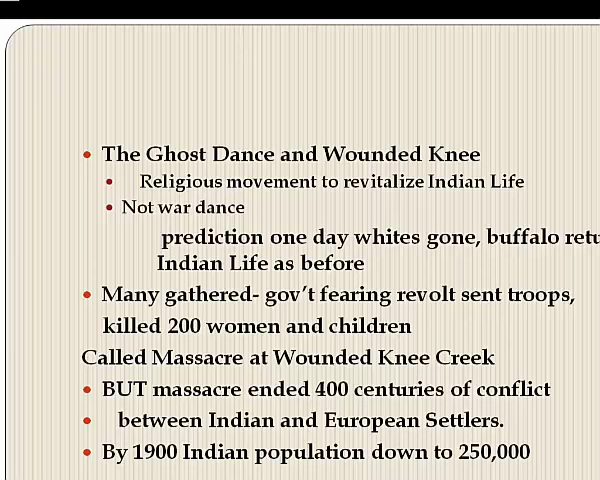 The Ghost Dance and Wounded Knee
Religious movement to revitalize Indian Life
Not war dance
prediction one day whites gone, buffalo
Indian Life as before
Many gathered- gov't fearing revolt sent troops,
killed 200 women and children
Called Massacre at Wounded Knee Creek
BUT massacre ended 400 centuries of conflict
between Indian and European Settlers.
By 1900 Indian population down to 250,000